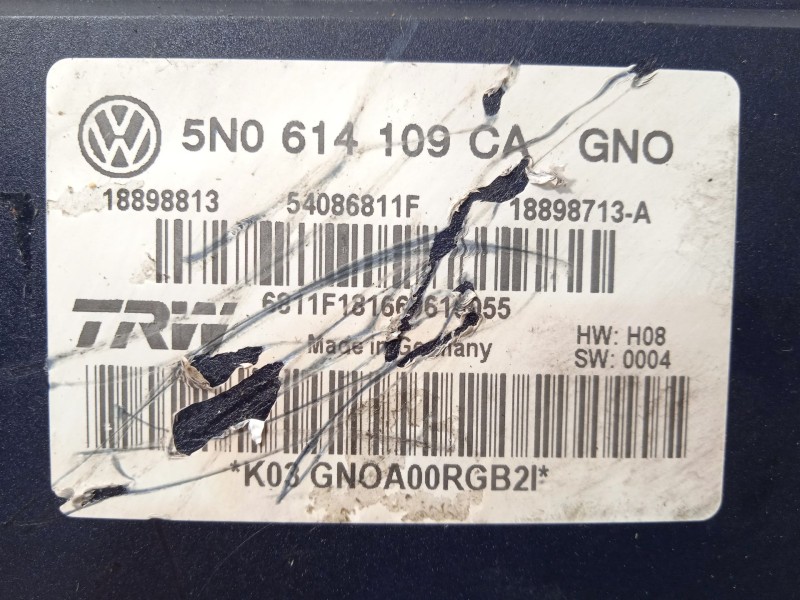 5N0 614 109 CA GNO
18898813 54086811F 18898713-A
TRW
Made in Germany
HW: H08
SW: 0004
*K03 GNOA00RGB2I*